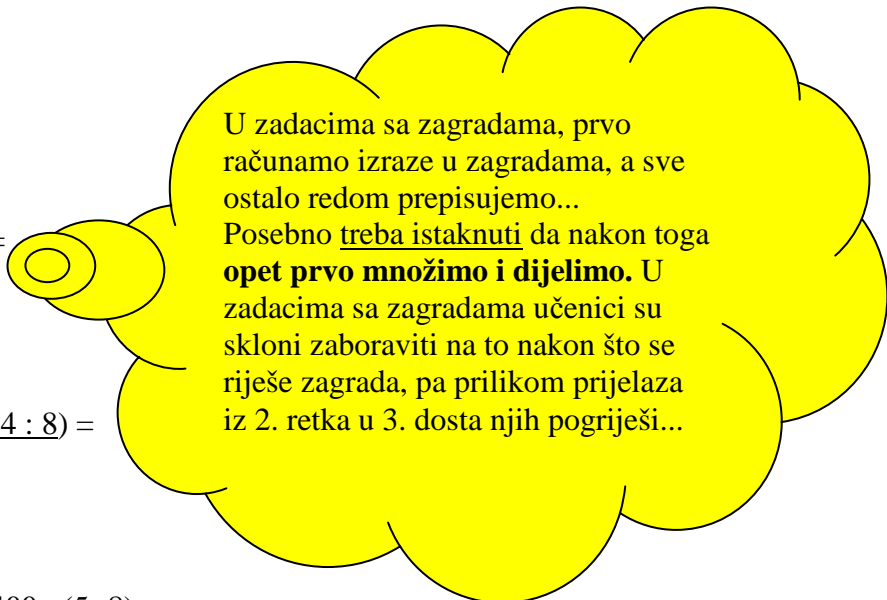 U zadacima sa zagradama, prvo
računamo izraze u zagradama, a sve
ostalo redom prepisujemo...
=
Posebno treba istaknuti da nakon toga
opet prvo množimo i dijelimo. U
zadacima sa zagradama učenici su
skloni zaboraviti na to nakon što se
riješe zagrada, pa prilikom prijelaza
4 : 8) =
iz 2. retka u 3. dosta njih pogriješi...